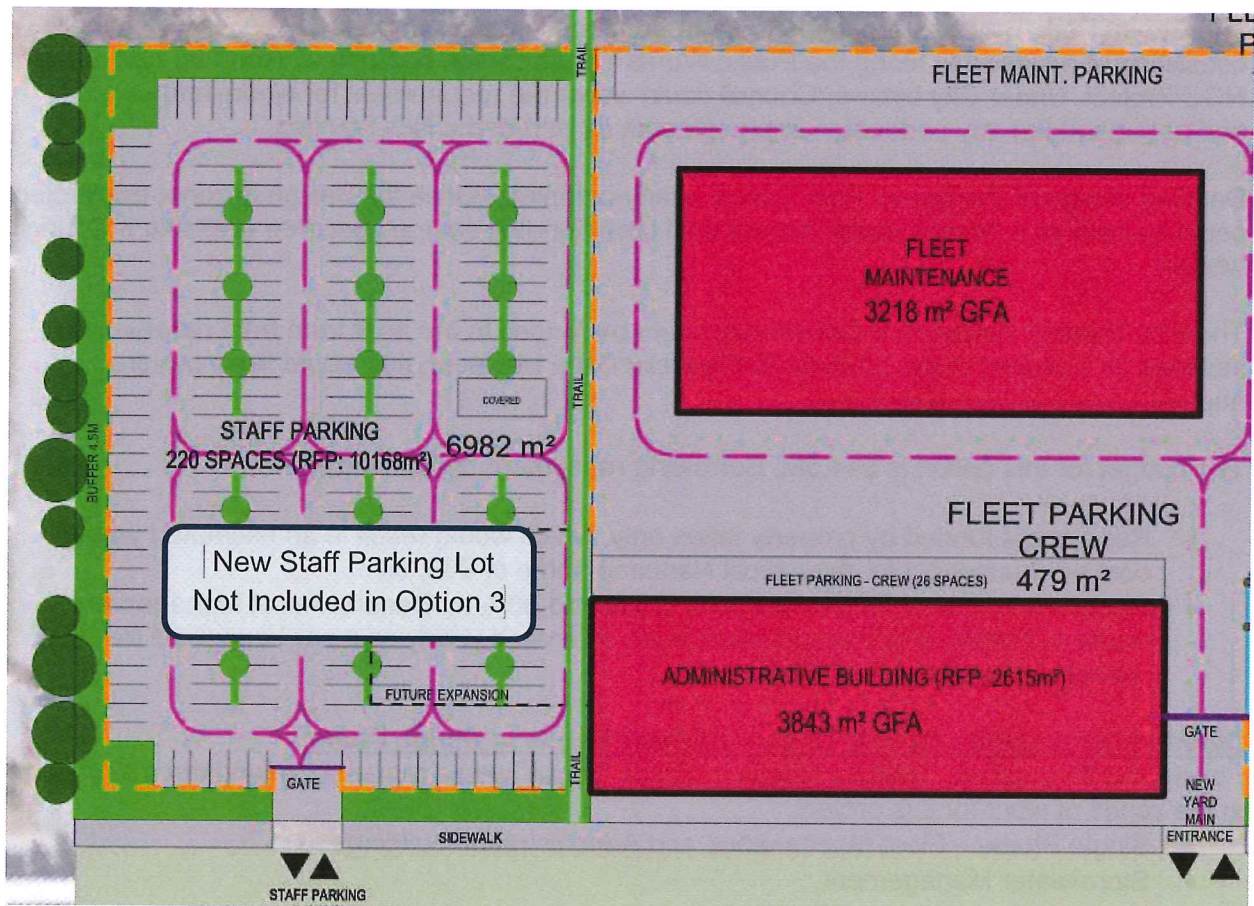 FLEET MAINT. PARKING
TRAIL
FLEET
MAINTENANCE
3218 m² GFA
TRAIL
COVERED
BUFFER 4.5M
STAFF PARKING
220 SPACES (RFP: 10168m²)
6982 m²
FLEET PARKING
CREW
New Staff Parking Lot
Not Included in Option 3
FLEET PARKING - CREW (26 SPACES)
479 m²
ADMINISTRATIVE BUILDING (RFP: 2615m²)
3843 m² GFA
FUTURE EXPANSION
TRAIL
GATE
GATE
NEW
YARD
MAIN
ENTRANCE
SIDEWALK
STAFF PARKING